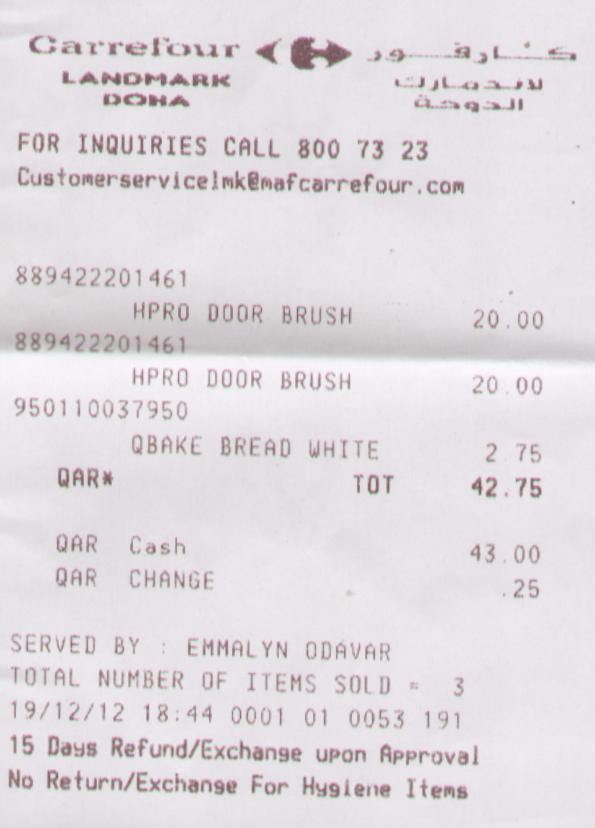 Carrefour كارفور
LANDMARK لاندمارك
DOHA الدوحة
FOR INQUIRIES CALL 800 73 23
Customerservicelmk@mafcarrefour.com
889422201461
HPRO DOOR BRUSH 20.00
889422201461
HPRO DOOR BRUSH 20.00
950110037950
QBAKE BREAD WHITE 2.75
QAR* TOT 42.75
QAR Cash 43.00
QAR CHANGE .25
SERVED BY : EMMALYN ODAVAR
TOTAL NUMBER OF ITEMS SOLD = 3
19/12/12 18:44 0001 01 0053 191
15 Days Refund/Exchange upon Approval
No Return/Exchange For Hygiene Items